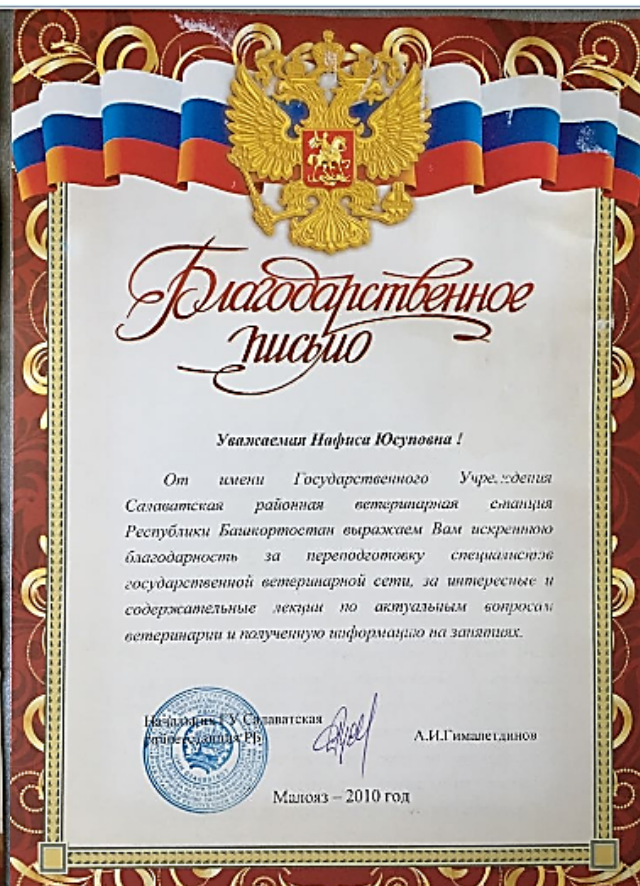 Благодарственное
письмо
Уважаемая Нафиса Юсуповна !
От имени Государственного Учреждения
Салаватская районная ветеринарная станция
Республики Башкортостан выражаем Вам искреннюю
благодарность за переподготовку специалистов
государственной ветеринарной сети, за интересные и
содержательные лекции по актуальным вопросам
ветеринарии и полученную информацию на занятиях.
Начальник ГУ Салаватская
райветстанция РБ
А.И.Гималетдинов
Малояз – 2010 год